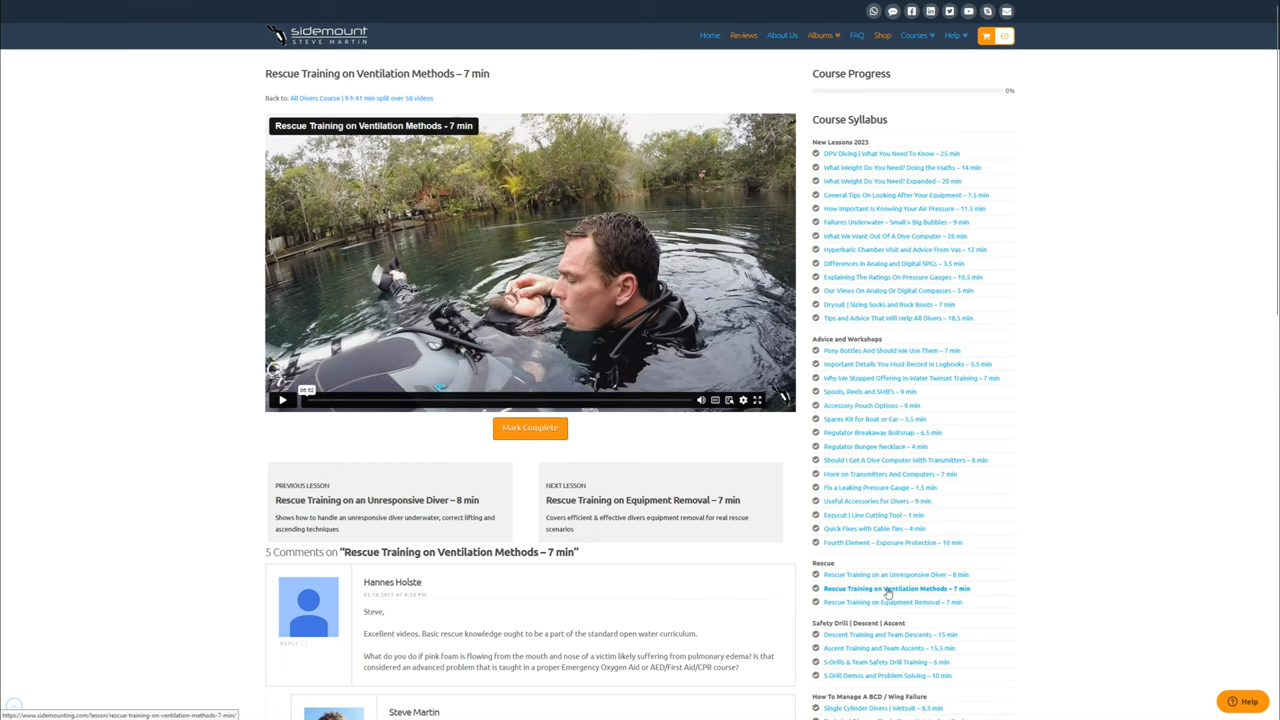 sidemount
STEVE MARTIN
Home
Reviews
About Us
Albums
FAQ
Shop
Courses
Help
£0
Rescue Training on Ventilation Methods – 7 min
Back to: All Divers Course | 9 h 41 min split over 58 videos
Rescue Training on Ventilation Methods - 7 min
06:52
Mark Complete
PREVIOUS LESSON
Rescue Training on an Unresponsive Diver – 8 min
Shows how to handle an unresponsive diver underwater, correct lifting and
ascending techniques
NEXT LESSON
Rescue Training on Equipment Removal – 7 min
Covers efficient & effective divers equipment removal for real rescue
scenarios
5 Comments on “Rescue Training on Ventilation Methods – 7 min”
Hannes Holste
03.10.2017 AT 9:28 PM
Steve,
Excellent videos. Basic rescue knowledge ought to be a part of the standard open water curriculum.
What do you do if pink foam is flowing from the mouth and nose of a victim likely suffering from pulmonary edema? Is that
considered an advanced problem that is taught in a proper Emergency Oxygen Aid or AED/First Aid/CPR course?
REPLY
Steve Martin
Course Progress
0%
Course Syllabus
New Lessons 2023
DPV Diving | What You Need To Know – 25 min
What Weight Do You Need? Doing the Maths – 14 min
What Weight Do You Need? Expanded – 20 min
General Tips On Looking After Your Equipment – 7.5 min
How Important Is Knowing Your Air Pressure – 11.5 min
Failures Underwater – Small v Big Bubbles – 9 min
What We Want Out Of A Dive Computer – 26 min
Hyperbaric Chamber Visit and Advice From Vas – 12 min
Differences in Analog and Digital SPGs – 3.5 min
Explaining The Ratings On Pressure Gauges – 10.5 min
Our Views On Analog Or Digital Compasses – 5 min
Drysuit | Sizing Socks and Rock Boots – 7 min
Tips and Advice That Will Help All Divers – 18.5 min
Advice and Workshops
Pony Bottles And Should We Use Them – 7 min
Important Details You Must Record In Logbooks – 5.5 min
Why We Stopped Offering In-Water Twinset Training – 7 min
Spools, Reels and SMB's – 9 min
Accessory Pouch Options – 9 min
Spares Kit for Boat or Car – 3.5 min
Regulator Breakaway Boltsnap – 6.5 min
Regulator Bungee Necklace – 4 min
Should I Get A Dive Computer With Transmitters – 8 min
More on Transmitters And Computers – 7 min
Fix a Leaking Pressure Gauge – 1.5 min
Useful Accessories for Divers – 9 min
Eezycut | Line Cutting Tool – 1 min
Quick Fixes with Cable Ties – 4 min
Fourth Element – Exposure Protection – 10 min
Rescue
Rescue Training on an Unresponsive Diver – 8 min
Rescue Training on Ventilation Methods – 7 min
Rescue Training on Equipment Removal – 7 min
Safety Drill | Descent | Ascent
Descent Training and Team Descents – 15 min
Ascent Training and Team Ascents – 15.5 min
S-Drills & Team Safety Drill Training – 6 min
S-Drill Demos and Problem Solving – 10 min
How To Manage A BCD / Wing Failure
Single Cylinder Divers | Wetsuit – 8.5 min
Help
https://www.sidemounting.com/lesson/rescue-training-on-ventilation-methods-7-min/